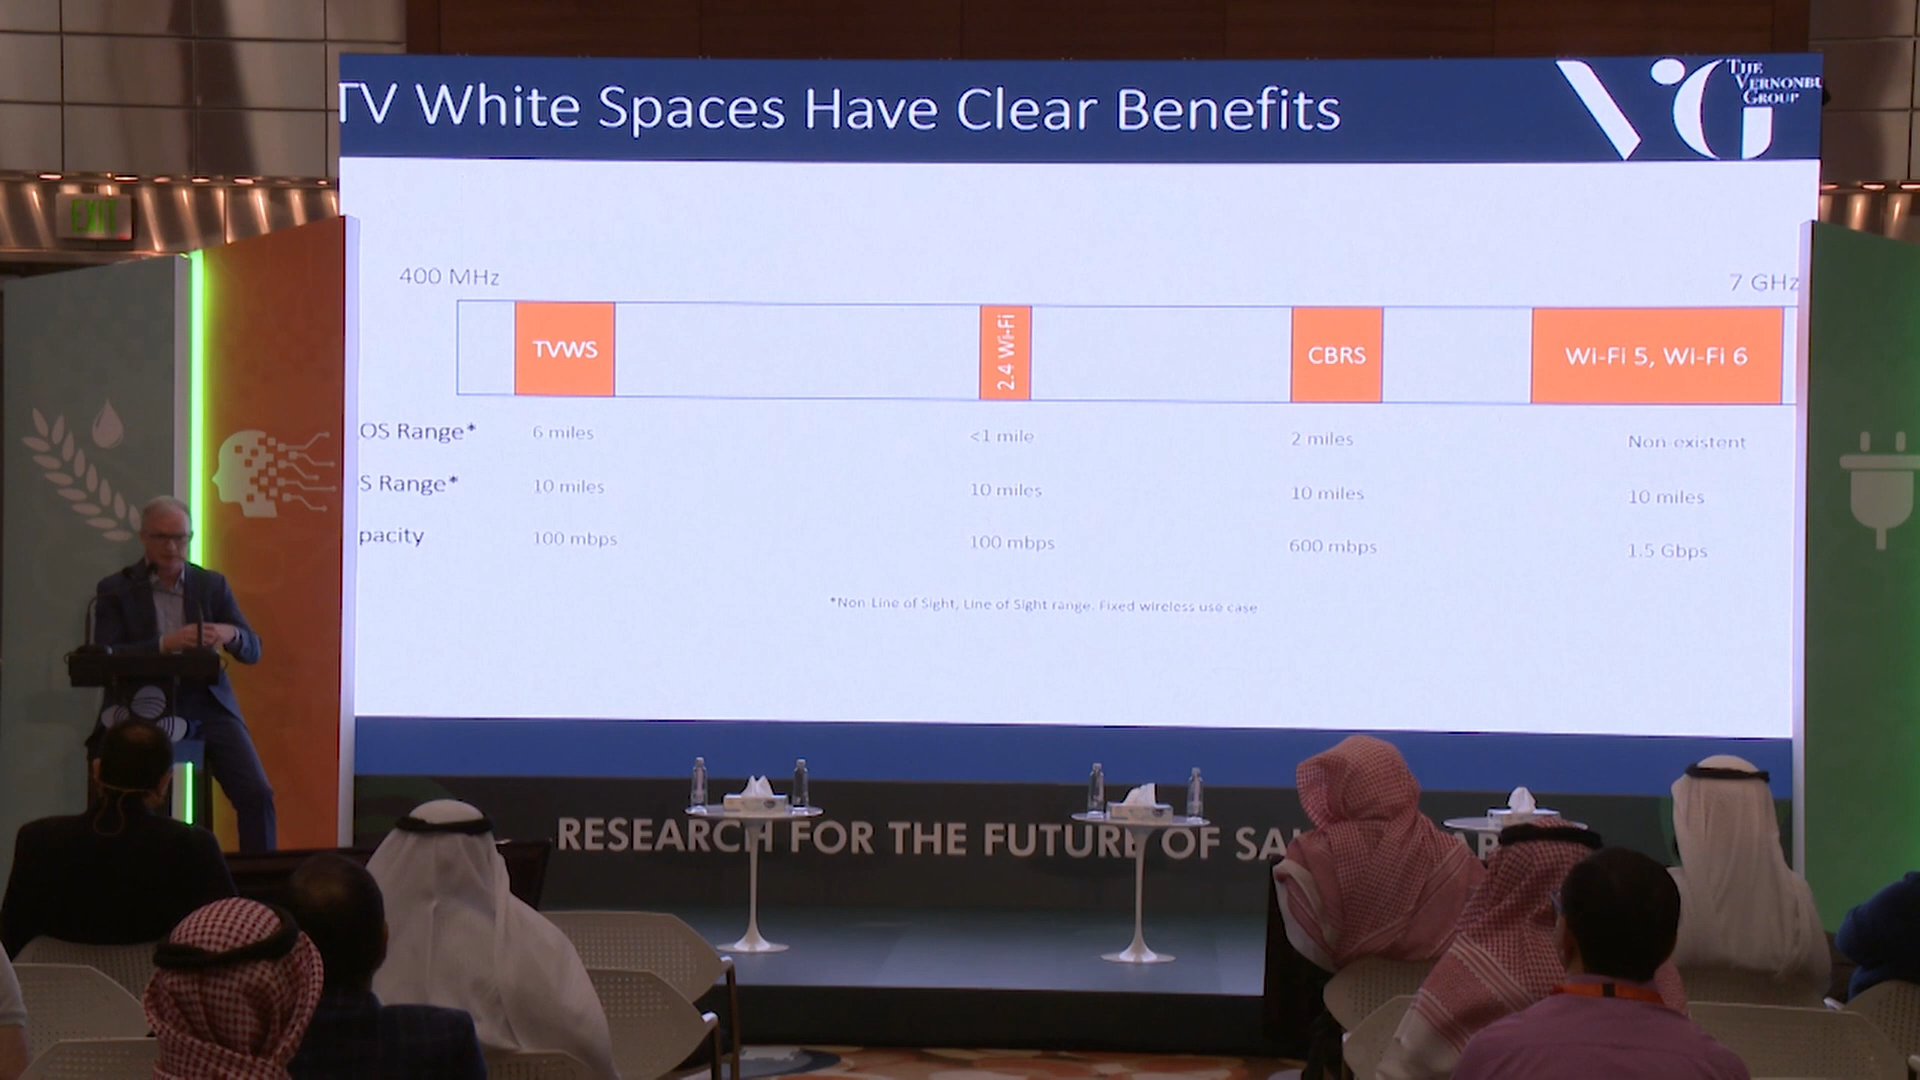 TV White Spaces Have Clear Benefits
THE
VERNONBU
GROUP
EXIT
400 MHz
7 GHz
TVWS
2.4 Wi-Fi
CBRS
Wi-Fi 5, Wi-Fi 6
OS Range* 6 miles <1 mile 2 miles Non-existent
S Range* 10 miles 10 miles 10 miles 10 miles
pacity 100 mbps 100 mbps 600 mbps 1.5 Gbps
*Non-Line of Sight, Line of Sight range. Fixed wireless use case
RESEARCH FOR THE FUTURE OF SA